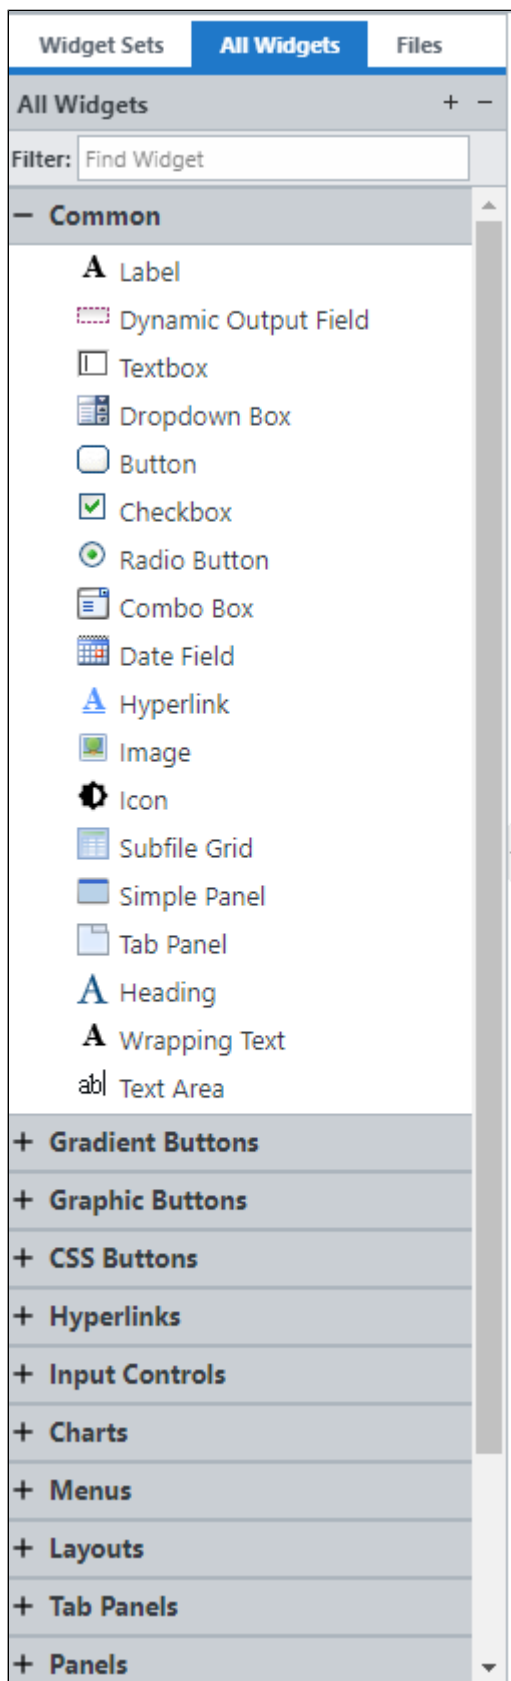 Widget Sets All Widgets Files
All Widgets + −
Filter: Find Widget
− Common
Label
Dynamic Output Field
Textbox
Dropdown Box
Button
Checkbox
Radio Button
Combo Box
Date Field
Hyperlink
Image
Icon
Subfile Grid
Simple Panel
Tab Panel
Heading
Wrapping Text
Text Area
+ Gradient Buttons
+ Graphic Buttons
+ CSS Buttons
+ Hyperlinks
+ Input Controls
+ Charts
+ Menus
+ Layouts
+ Tab Panels
+ Panels